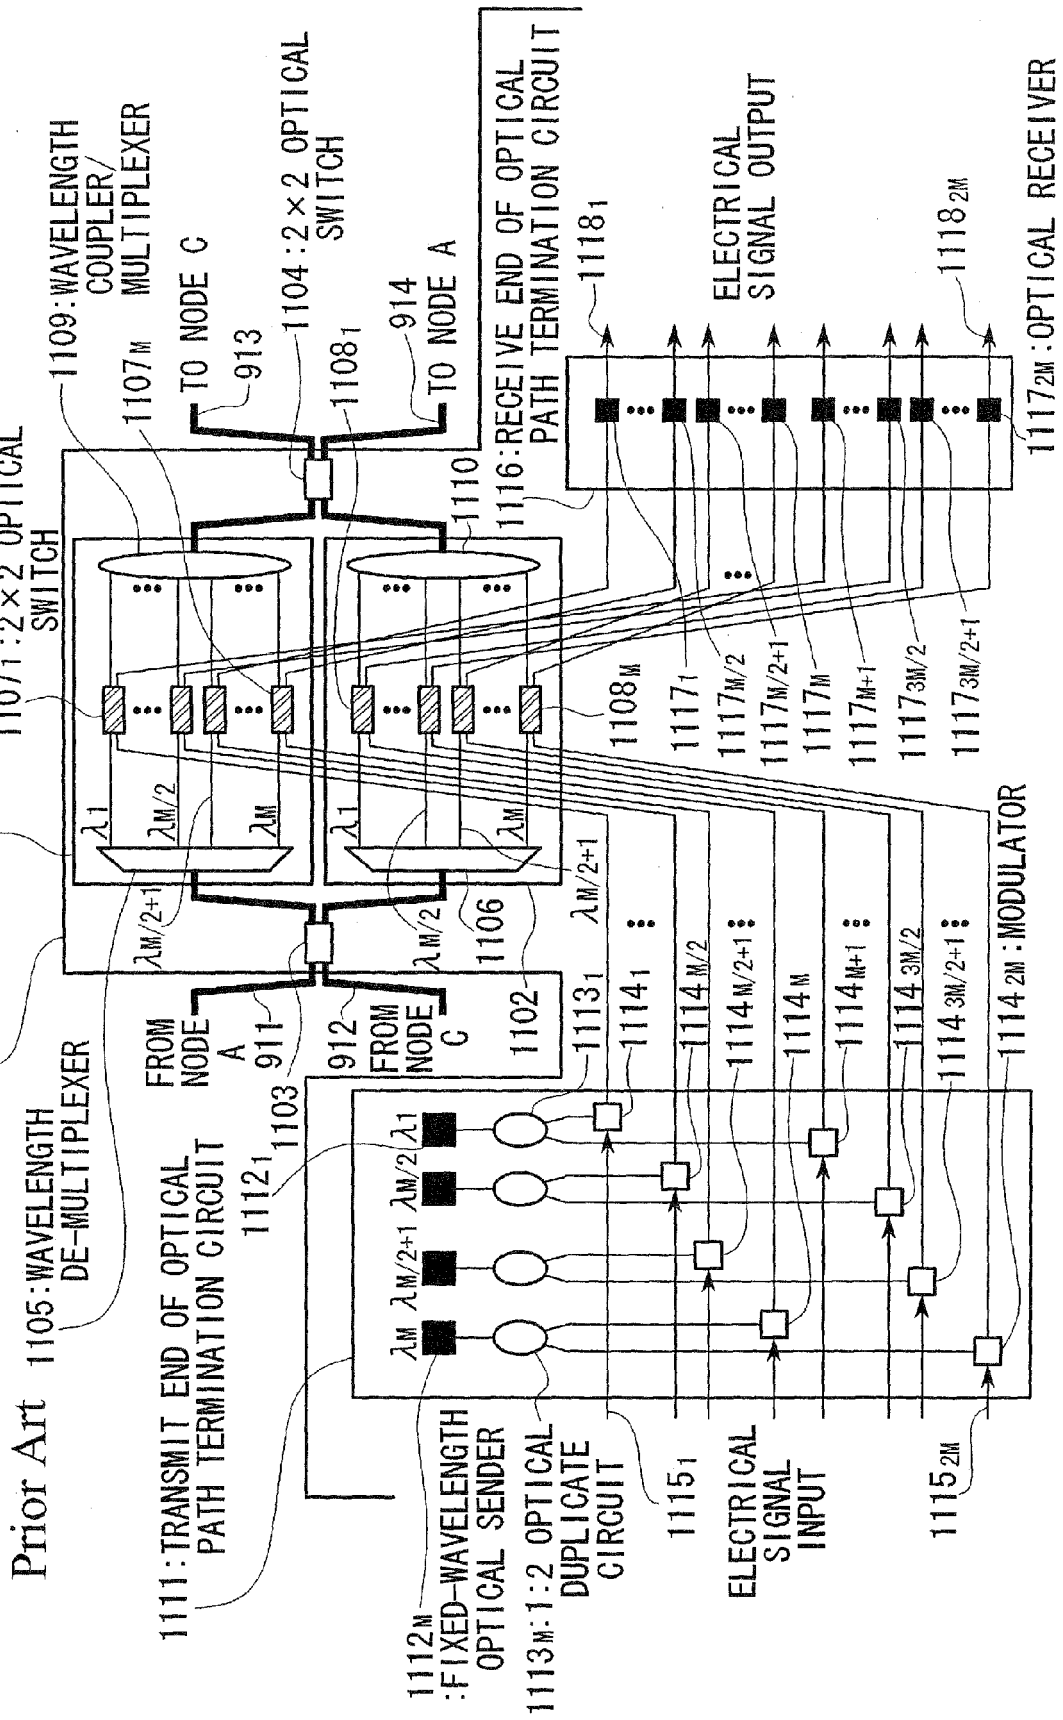 Prior Art
1105:WAVELENGTH
DE-MULTIPLEXER
SWITCH
1109:WAVELENGTH
COUPLER/
MULTIPLEXER
1107M
TO NODE C
913
1104:2×2 OPTICAL
SWITCH
11081
914
TO NODE A
1110
FROM
NODE
A
911
912
FROM
NODE
C
1103
1102
1106
λ1
λM/2
λM/2+1
λM
λ1
λM/2
λM/2+1
λM
1108M
1111:TRANSMIT END OF OPTICAL
PATH TERMINATION CIRCUIT
11121
λM
λM/2+1
λM/2
λ1
1112M
:FIXED-WAVELENGTH
OPTICAL SENDER
1113M:1:2 OPTICAL
DUPLICATE
CIRCUIT
11131
11141
1114M/2
1114M/2+1
1114M
1114M+1
11143M/2
11143M/2+1
11142M:MODULATOR
11151
ELECTRICAL
SIGNAL
INPUT
11152M
1116:RECEIVE END OF OPTICAL
PATH TERMINATION CIRCUIT
11181
ELECTRICAL
SIGNAL OUTPUT
11182M
11171
1117M/2
1117M/2+1
1117M
1117M+1
11173M/2
11173M/2+1
11172M:OPTICAL RECEIVER